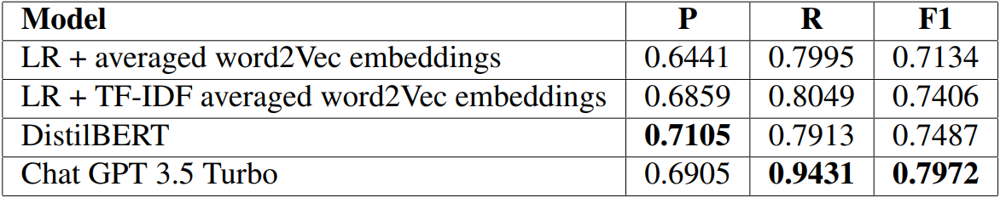 Model P R F1
LR + averaged word2Vec embeddings 0.6441 0.7995 0.7134
LR + TF-IDF averaged word2Vec embeddings 0.6859 0.8049 0.7406
DistilBERT 0.7105 0.7913 0.7487
Chat GPT 3.5 Turbo 0.6905 0.9431 0.7972